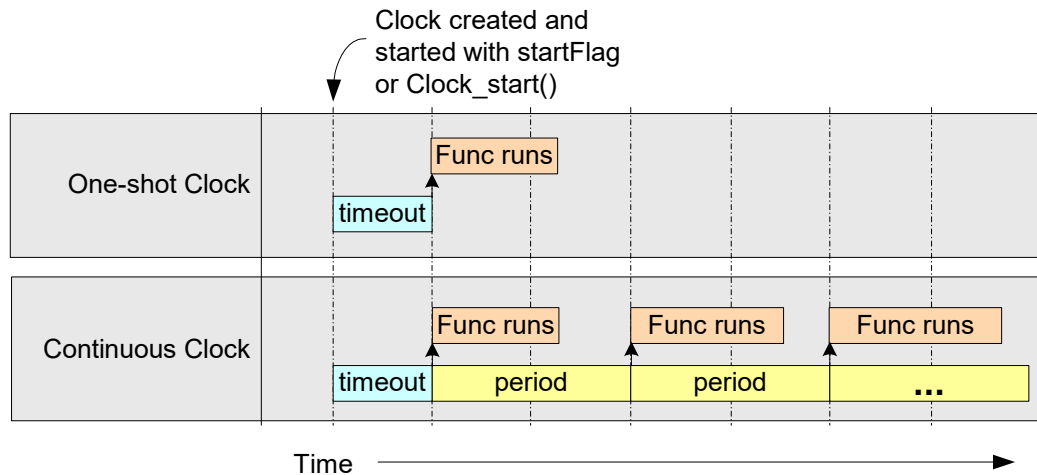 Clock created and
started with startFlag
or Clock_start()
One-shot Clock
Func runs
timeout
Continuous Clock
Func runs
Func runs
Func runs
timeout
period
period
...
Time